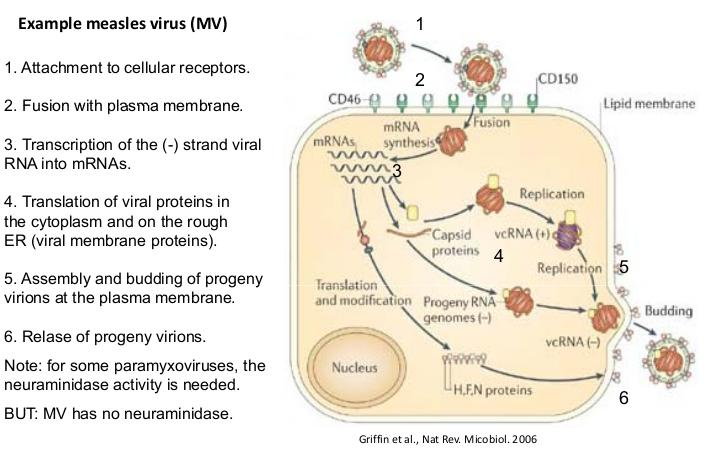 Example measles virus (MV)
1. Attachment to cellular receptors.
2. Fusion with plasma membrane.
3. Transcription of the (-) strand viral
RNA into mRNAs.
4. Translation of viral proteins in
the cytoplasm and on the rough
ER (viral membrane proteins).
5. Assembly and budding of progeny
virions at the plasma membrane.
6. Relase of progeny virions.
Note: for some paramyxoviruses, the
neuraminidase activity is needed.
BUT: MV has no neuraminidase.
1
2
CD46
CD150
Lipid membrane
Fusion
mRNA
synthesis
mRNAs
3
Replication
vcRNA (+)
Capsid
proteins
4
Replication
5
Translation
and modification
Progeny RNA
genomes (–)
Budding
vcRNA (–)
Nucleus
H,F,N proteins
6
Griffin et al., Nat Rev. Micobiol. 2006